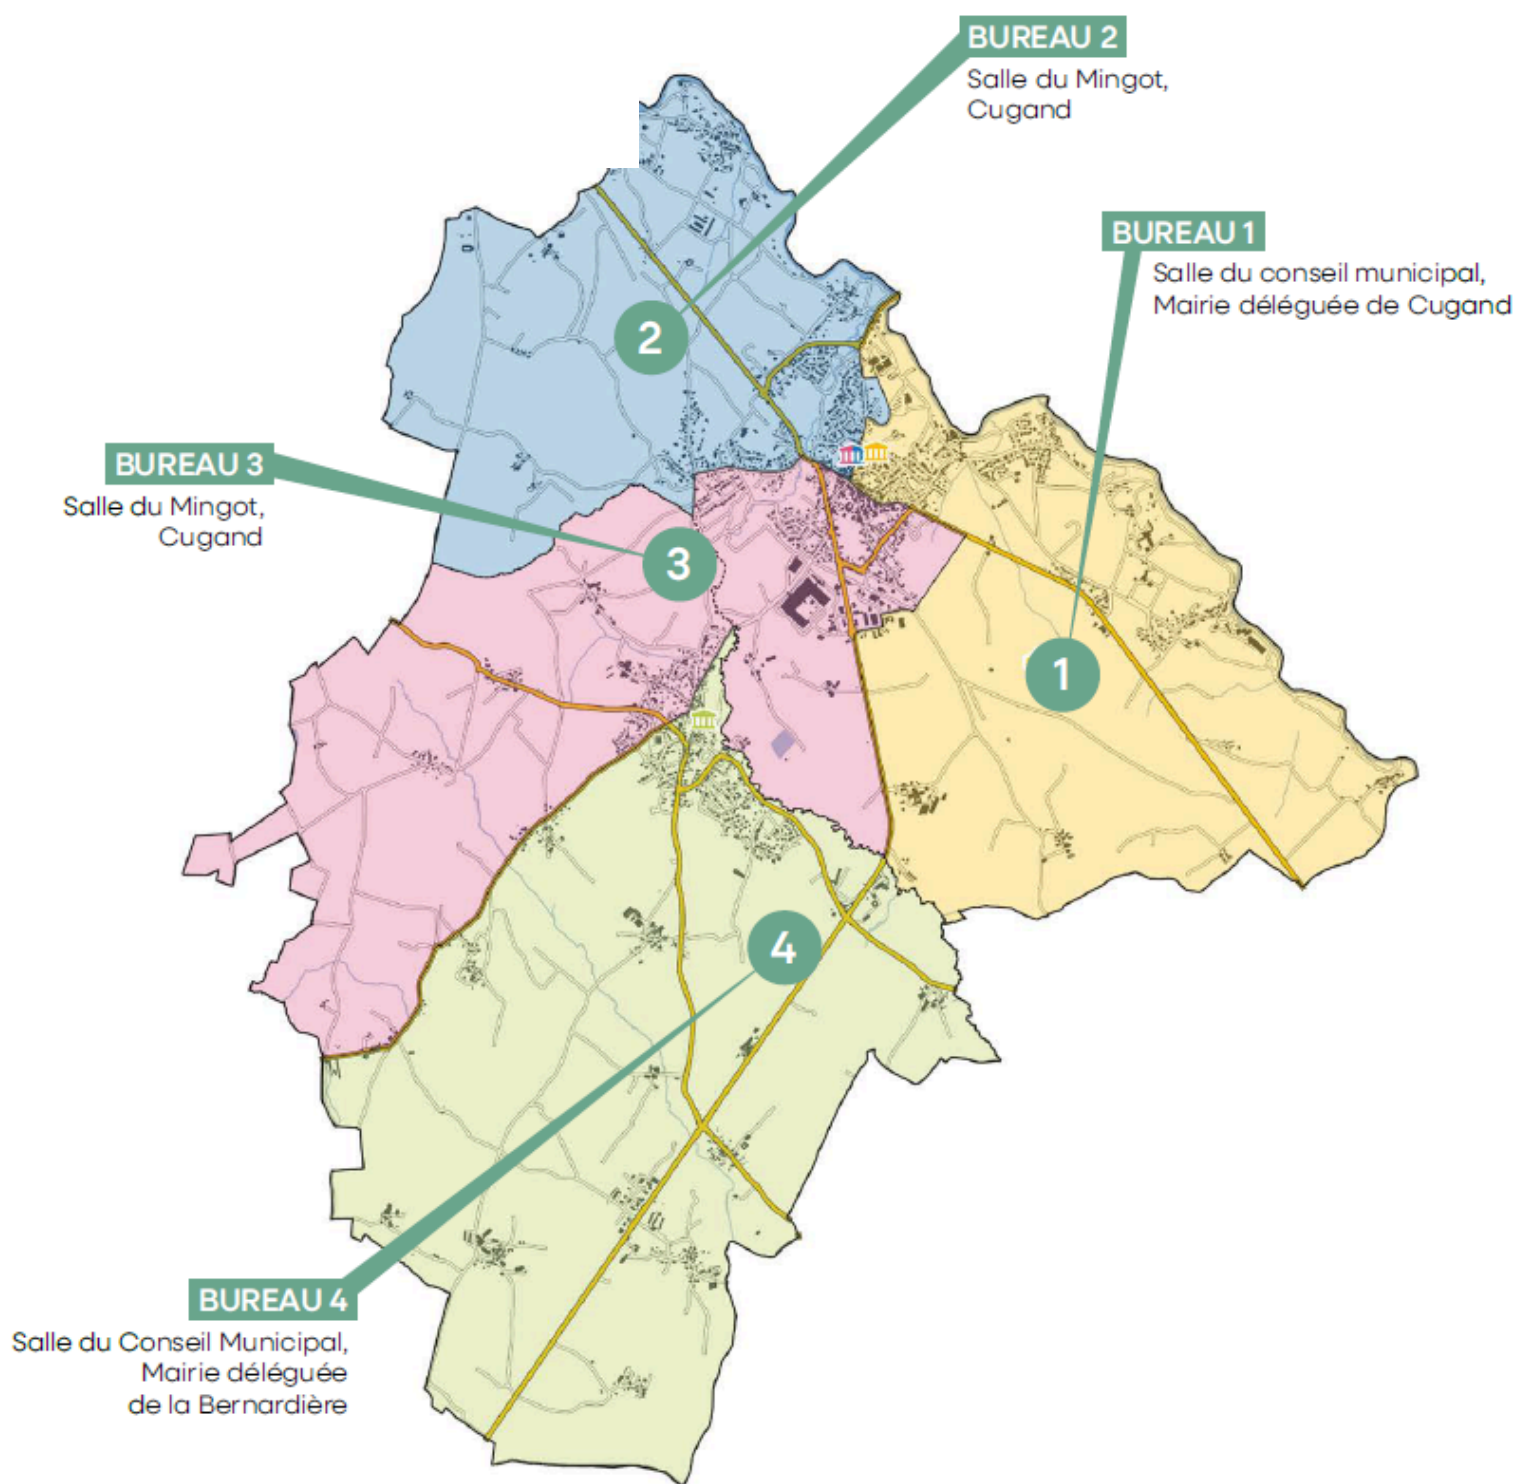 BUREAU 2
Salle du Mingot,
Cugand
BUREAU 1
Salle du conseil municipal,
Mairie déléguée de Cugand
2
BUREAU 3
Salle du Mingot,
Cugand
3
1
4
BUREAU 4
Salle du Conseil Municipal,
Mairie déléguée
de la Bernardière